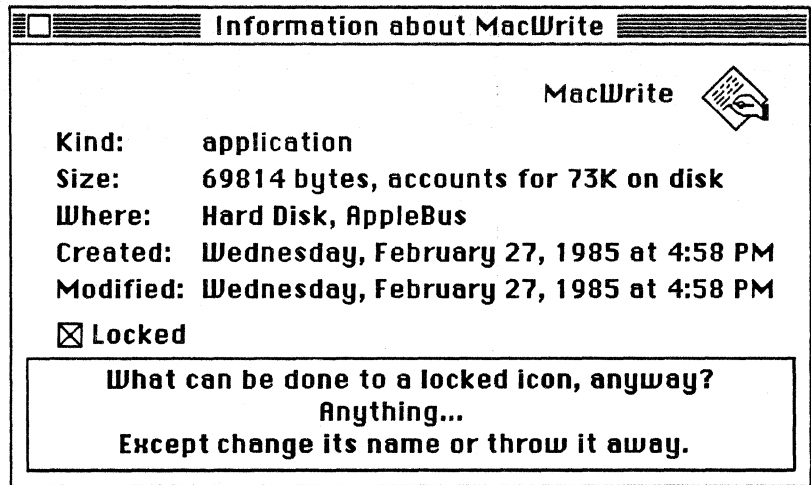 Information about MacWrite
MacWrite
Kind: application
Size: 69814 bytes, accounts for 73K on disk
Where: Hard Disk, AppleBus
Created: Wednesday, February 27, 1985 at 4:58 PM
Modified: Wednesday, February 27, 1985 at 4:58 PM
Locked
What can be done to a locked icon, anyway?
Anything...
Except change its name or throw it away.